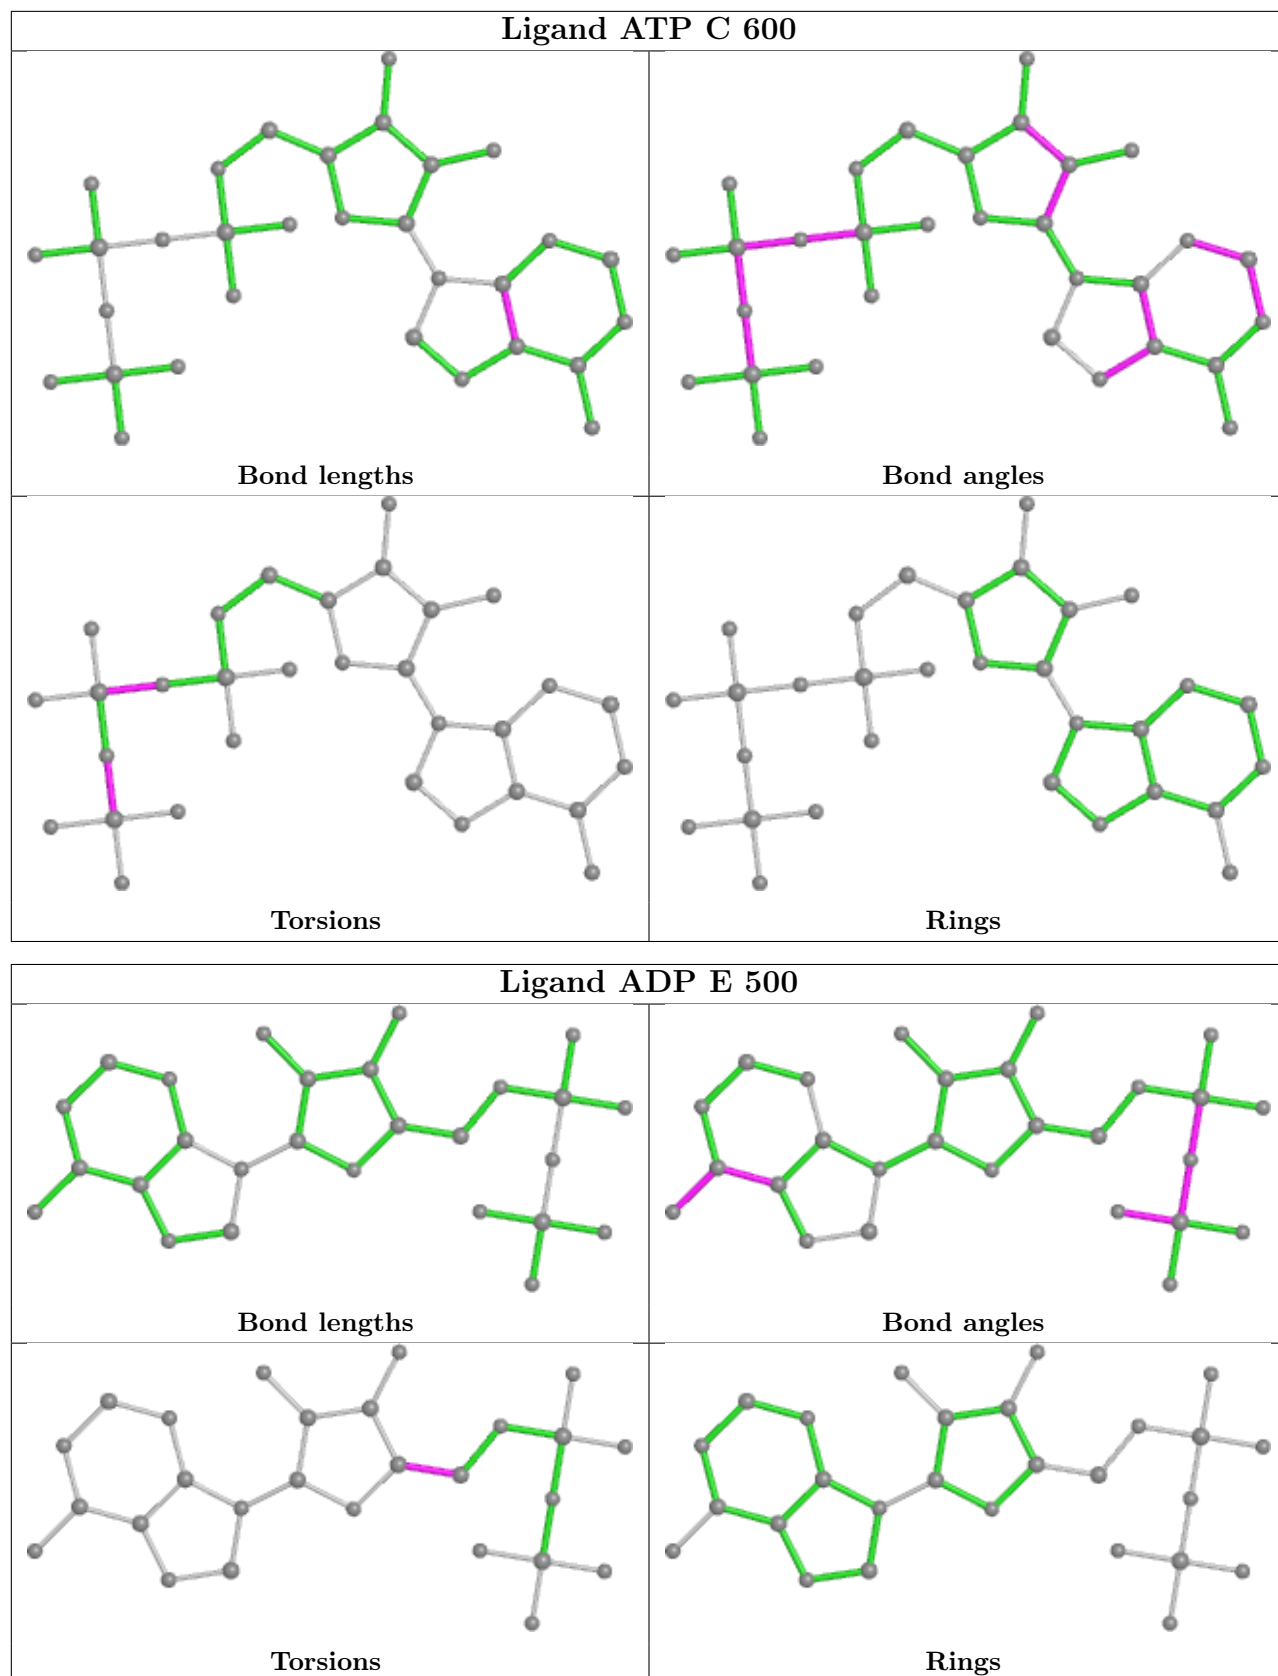 Ligand ATP C 600
Bond lengths
Bond angles
Torsions
Rings
Ligand ADP E 500
Bond lengths
Bond angles
Torsions
Rings